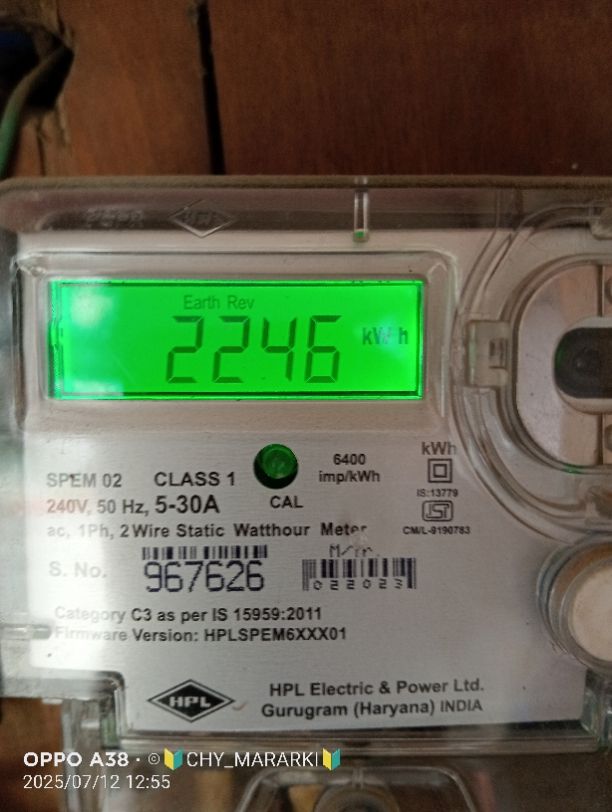 Earth Rev
2246 kWh
SPEM 02 CLASS 1
6400
imp/kWh
kWh
240V, 50 Hz, 5-30A
CAL
IS:13779
ac, 1Ph, 2 Wire Static Watthour Meter
CM/L-9190783
M/Yr.
S. No. 967626
022023
Category C3 as per IS 15959:2011
Firmware Version: HPLSPEM6XXX01
HPL
HPL Electric & Power Ltd.
Gurugram (Haryana) INDIA
OPPO A38 · © 🔰CHY_MARARKI🔰
2025/07/12 12:55